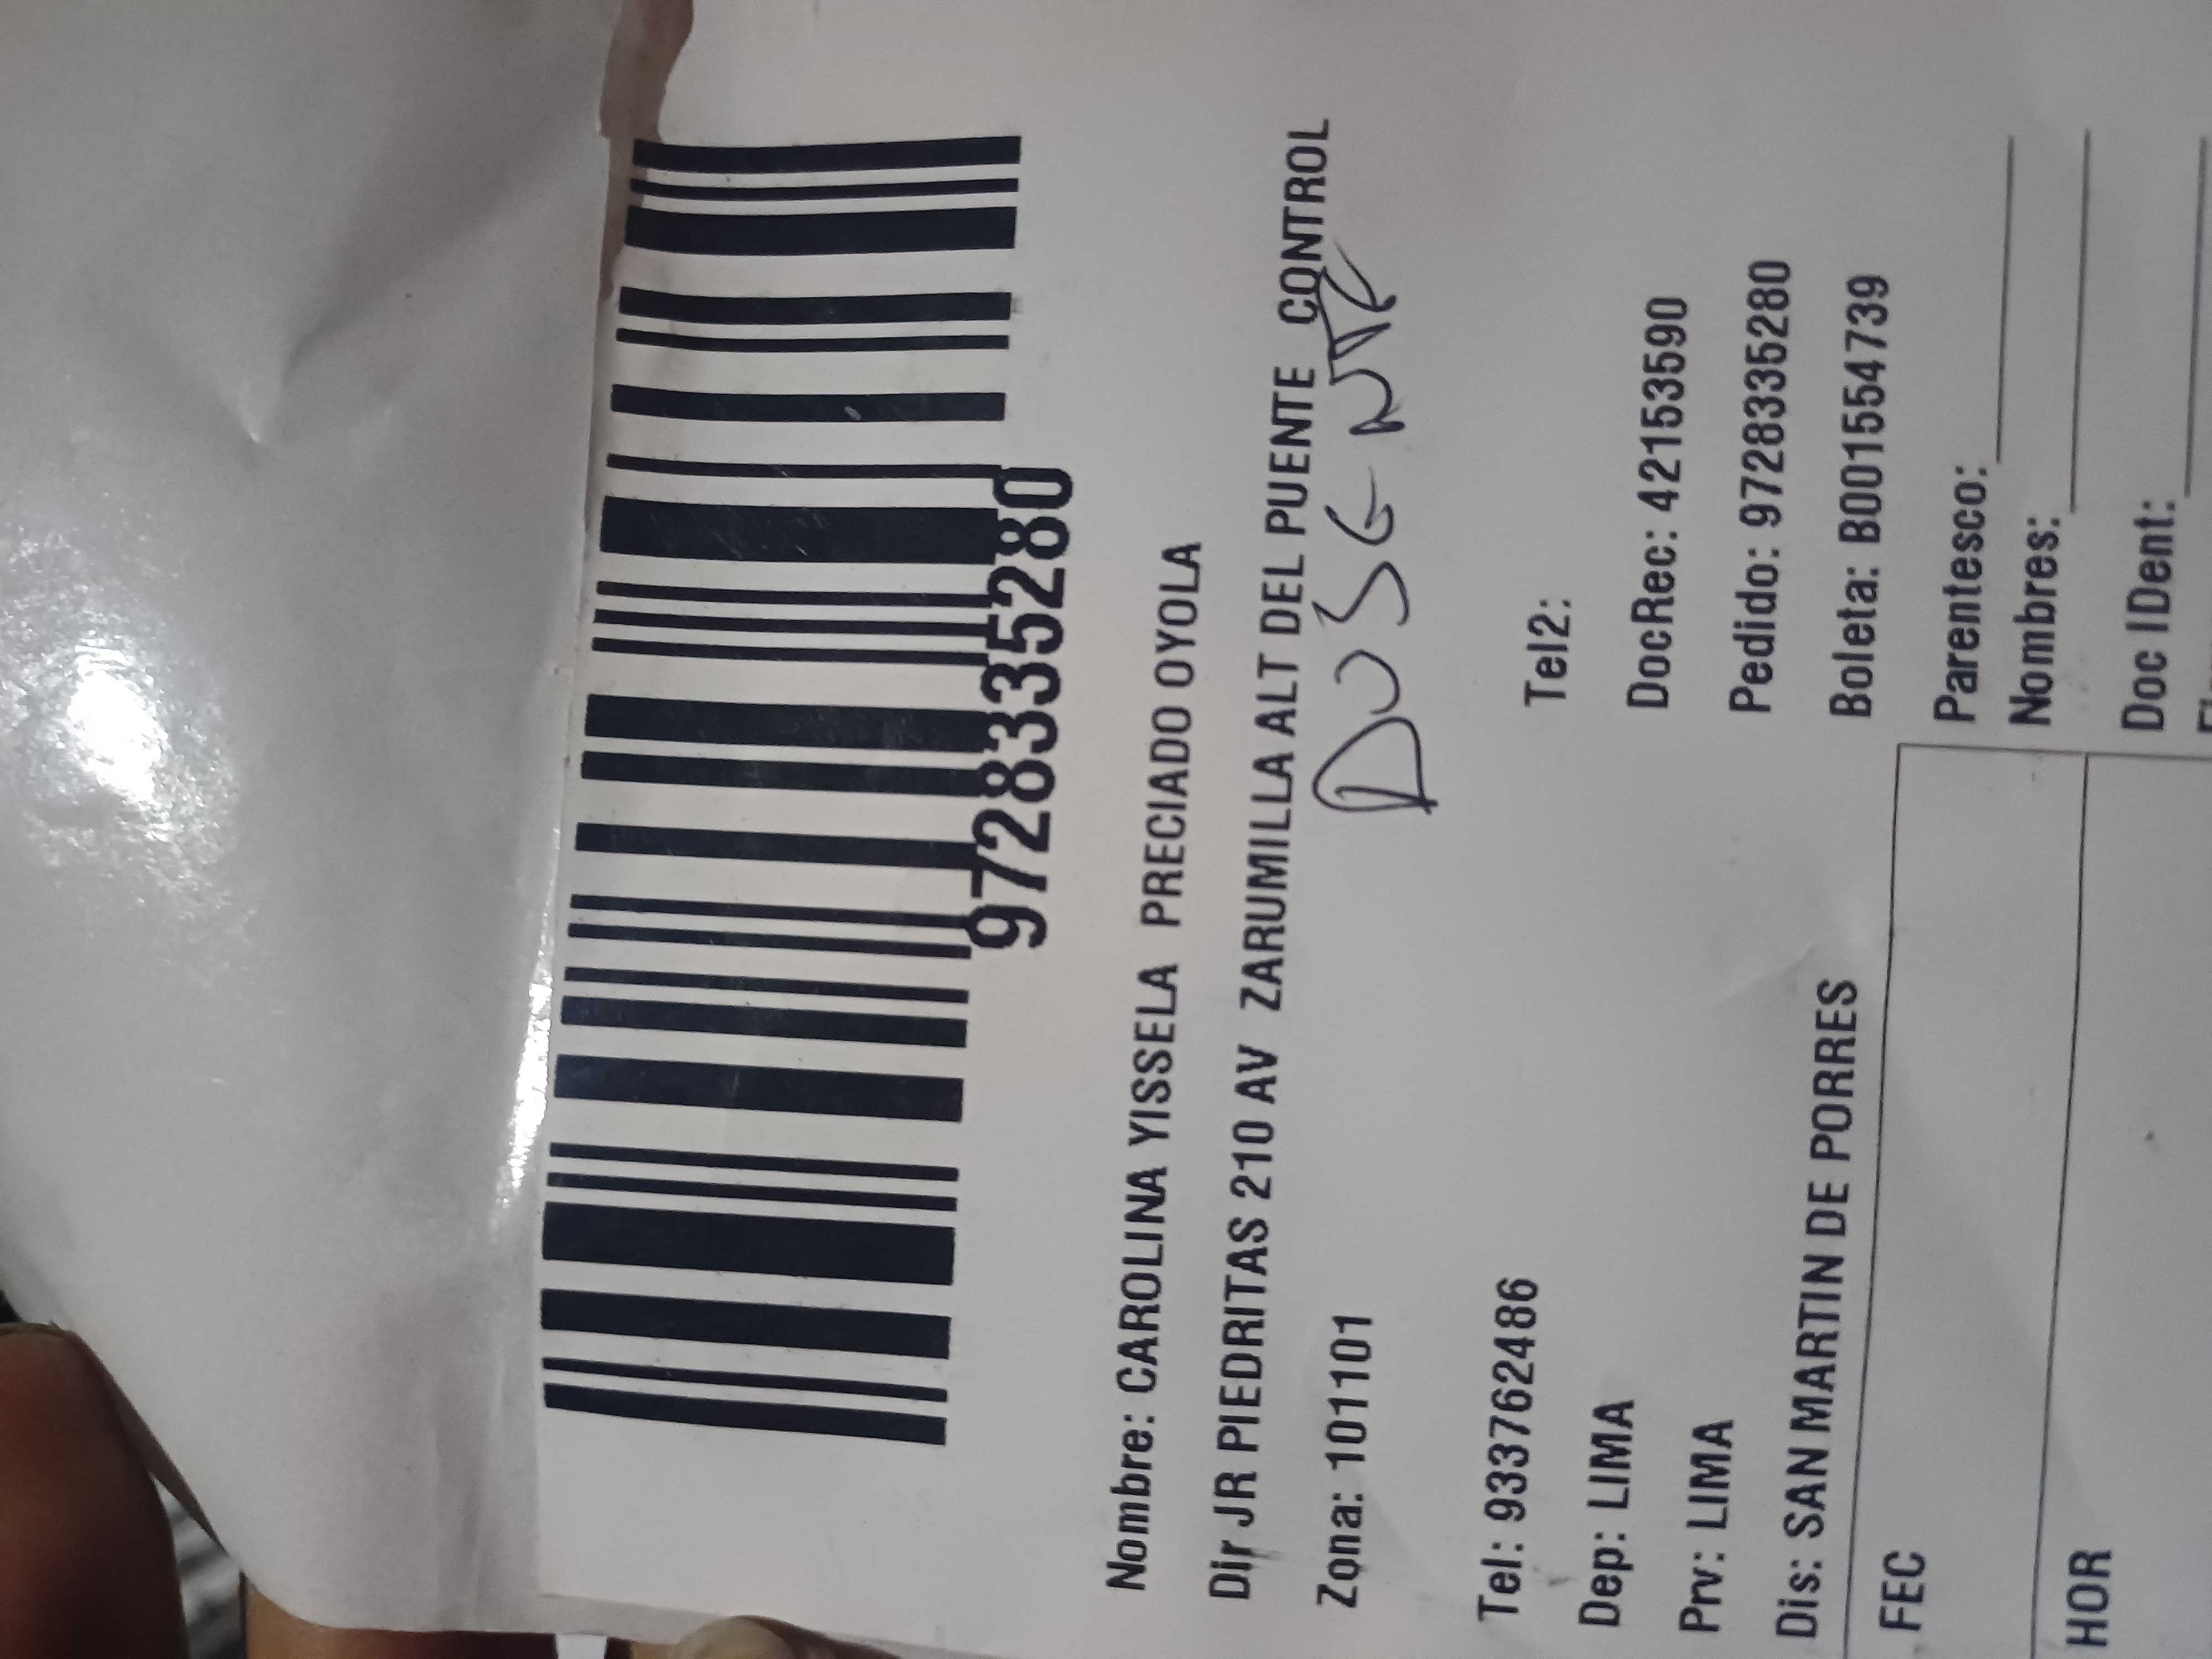 9728335280
Nombre: CAROLINA YISSELA PRECIADO OYOLA
Dir JR PIEDRITAS 210 AV ZARUMILLA ALT DEL PUENTE CONTROL
Zona: 101101
Tel: 933762486 Tel2:
Dep: LIMA DocRec: 42153590
Prv: LIMA Pedido: 9728335280
Dis: SAN MARTIN DE PORRES Boleta: B001554739
FEC Parentesco:
Nombres:
HOR Doc IDent: